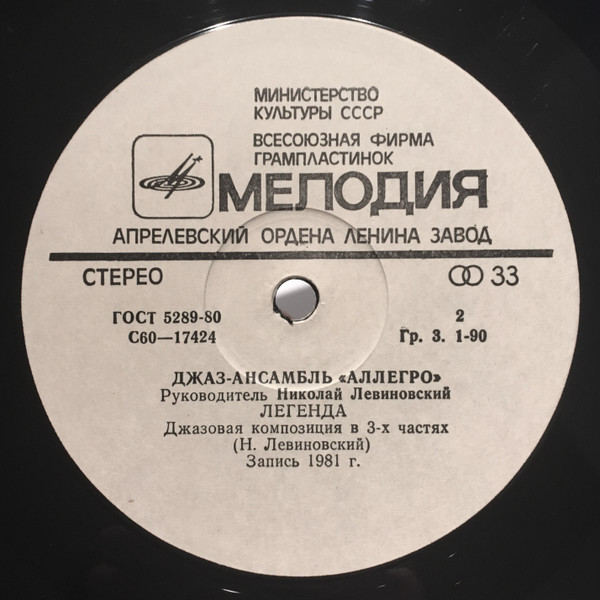 МИНИСТЕРСТВО
КУЛЬТУРЫ СССР
ВСЕСОЮЗНАЯ ФИРМА
ГРАМПЛАСТИНОК
МЕЛОДИЯ
АПРЕЛЕВСКИЙ ОРДЕНА ЛЕНИНА ЗАВОД
СТЕРЕО 33
ГОСТ 5289-80 2
С60—17424 Гр. 3. 1-90
ДЖАЗ-АНСАМБЛЬ «АЛЛЕГРО»
Руководитель Николай Левиновский
ЛЕГЕНДА
Джазовая композиция в 3-х частях
(Н. Левиновский)
Запись 1981 г.